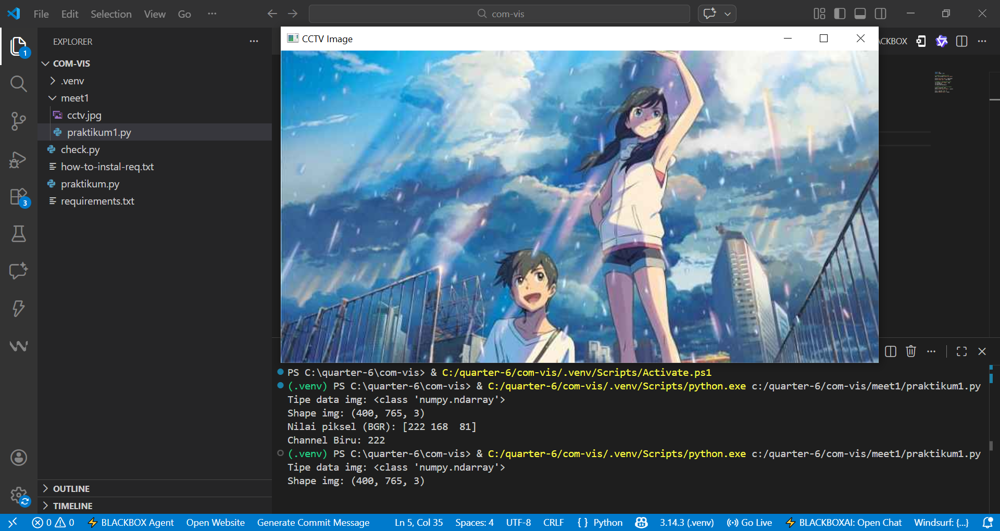 File Edit Selection View Go
com-vis
EXPLORER
COM-VIS
.venv
meet1
cctv.jpg
praktikum1.py
check.py
how-to-instal-req.txt
praktikum.py
requirements.txt
OUTLINE
TIMELINE
1
3
CCTV Image
CKBOX
PS C:\quarter-6\com-vis> & C:/quarter-6/com-vis/.venv/Scripts/Activate.ps1
(.venv) PS C:\quarter-6\com-vis> & C:/quarter-6/com-vis/.venv/Scripts/python.exe c:/quarter-6/com-vis/meet1/praktikum1.py
Tipe data img: <class 'numpy.ndarray'>
Shape img: (400, 765, 3)
Nilai piksel (BGR): [222 168  81]
Channel Biru: 222
(.venv) PS C:\quarter-6\com-vis> & C:/quarter-6/com-vis/.venv/Scripts/python.exe c:/quarter-6/com-vis/meet1/praktikum1.py
Tipe data img: <class 'numpy.ndarray'>
Shape img: (400, 765, 3)
0 0 BLACKBOX Agent Open Website Generate Commit Message Ln 5, Col 35 Spaces: 4 UTF-8 CRLF { } Python 3.14.3 (.venv) Go Live BLACKBOXAI: Open Chat Windsurf: {...}